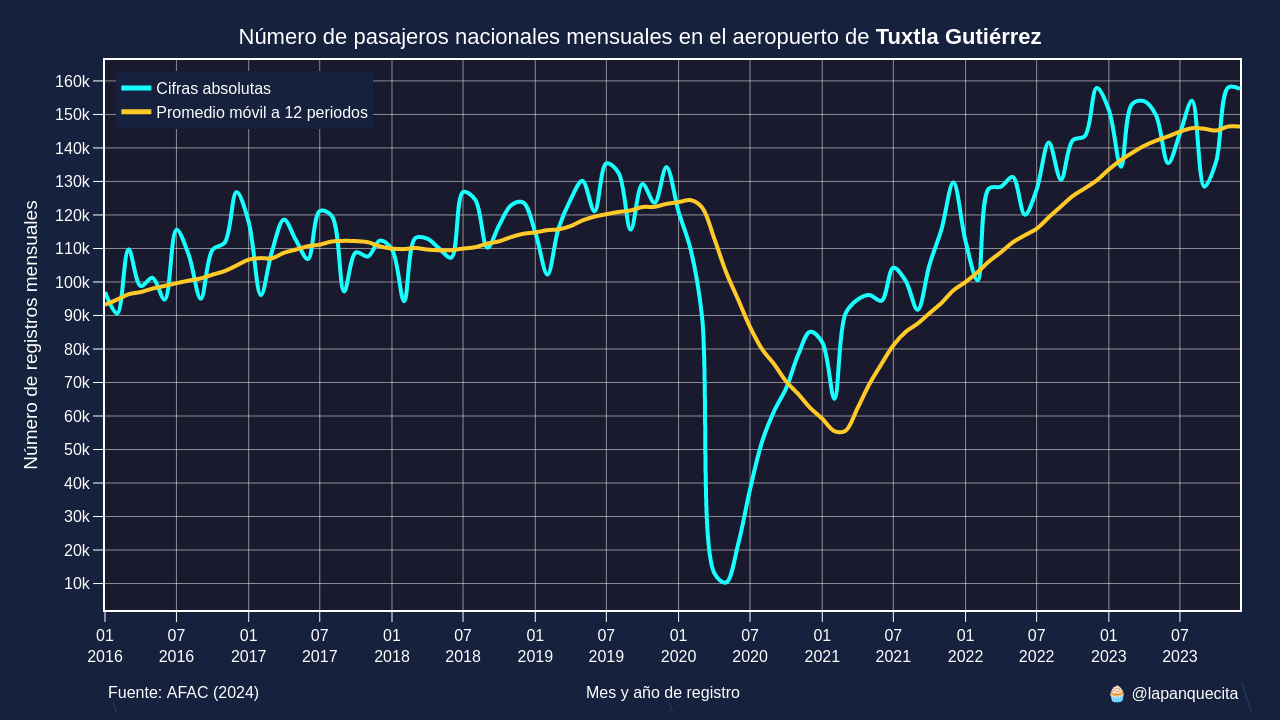 Número de pasajeros nacionales mensuales en el aeropuerto de Tuxtla Gutiérrez
Cifras absolutas
Promedio móvil a 12 periodos
Número de registros mensuales
160k
150k
140k
130k
120k
110k
100k
90k
80k
70k
60k
50k
40k
30k
20k
10k
01 07 01 07 01 07 01 07 01 07 01 07 01 07 01 07
2016 2016 2017 2017 2018 2018 2019 2019 2020 2020 2021 2021 2022 2022 2023 2023
Fuente: AFAC (2024) Mes y año de registro 🧁 @lapanquecita